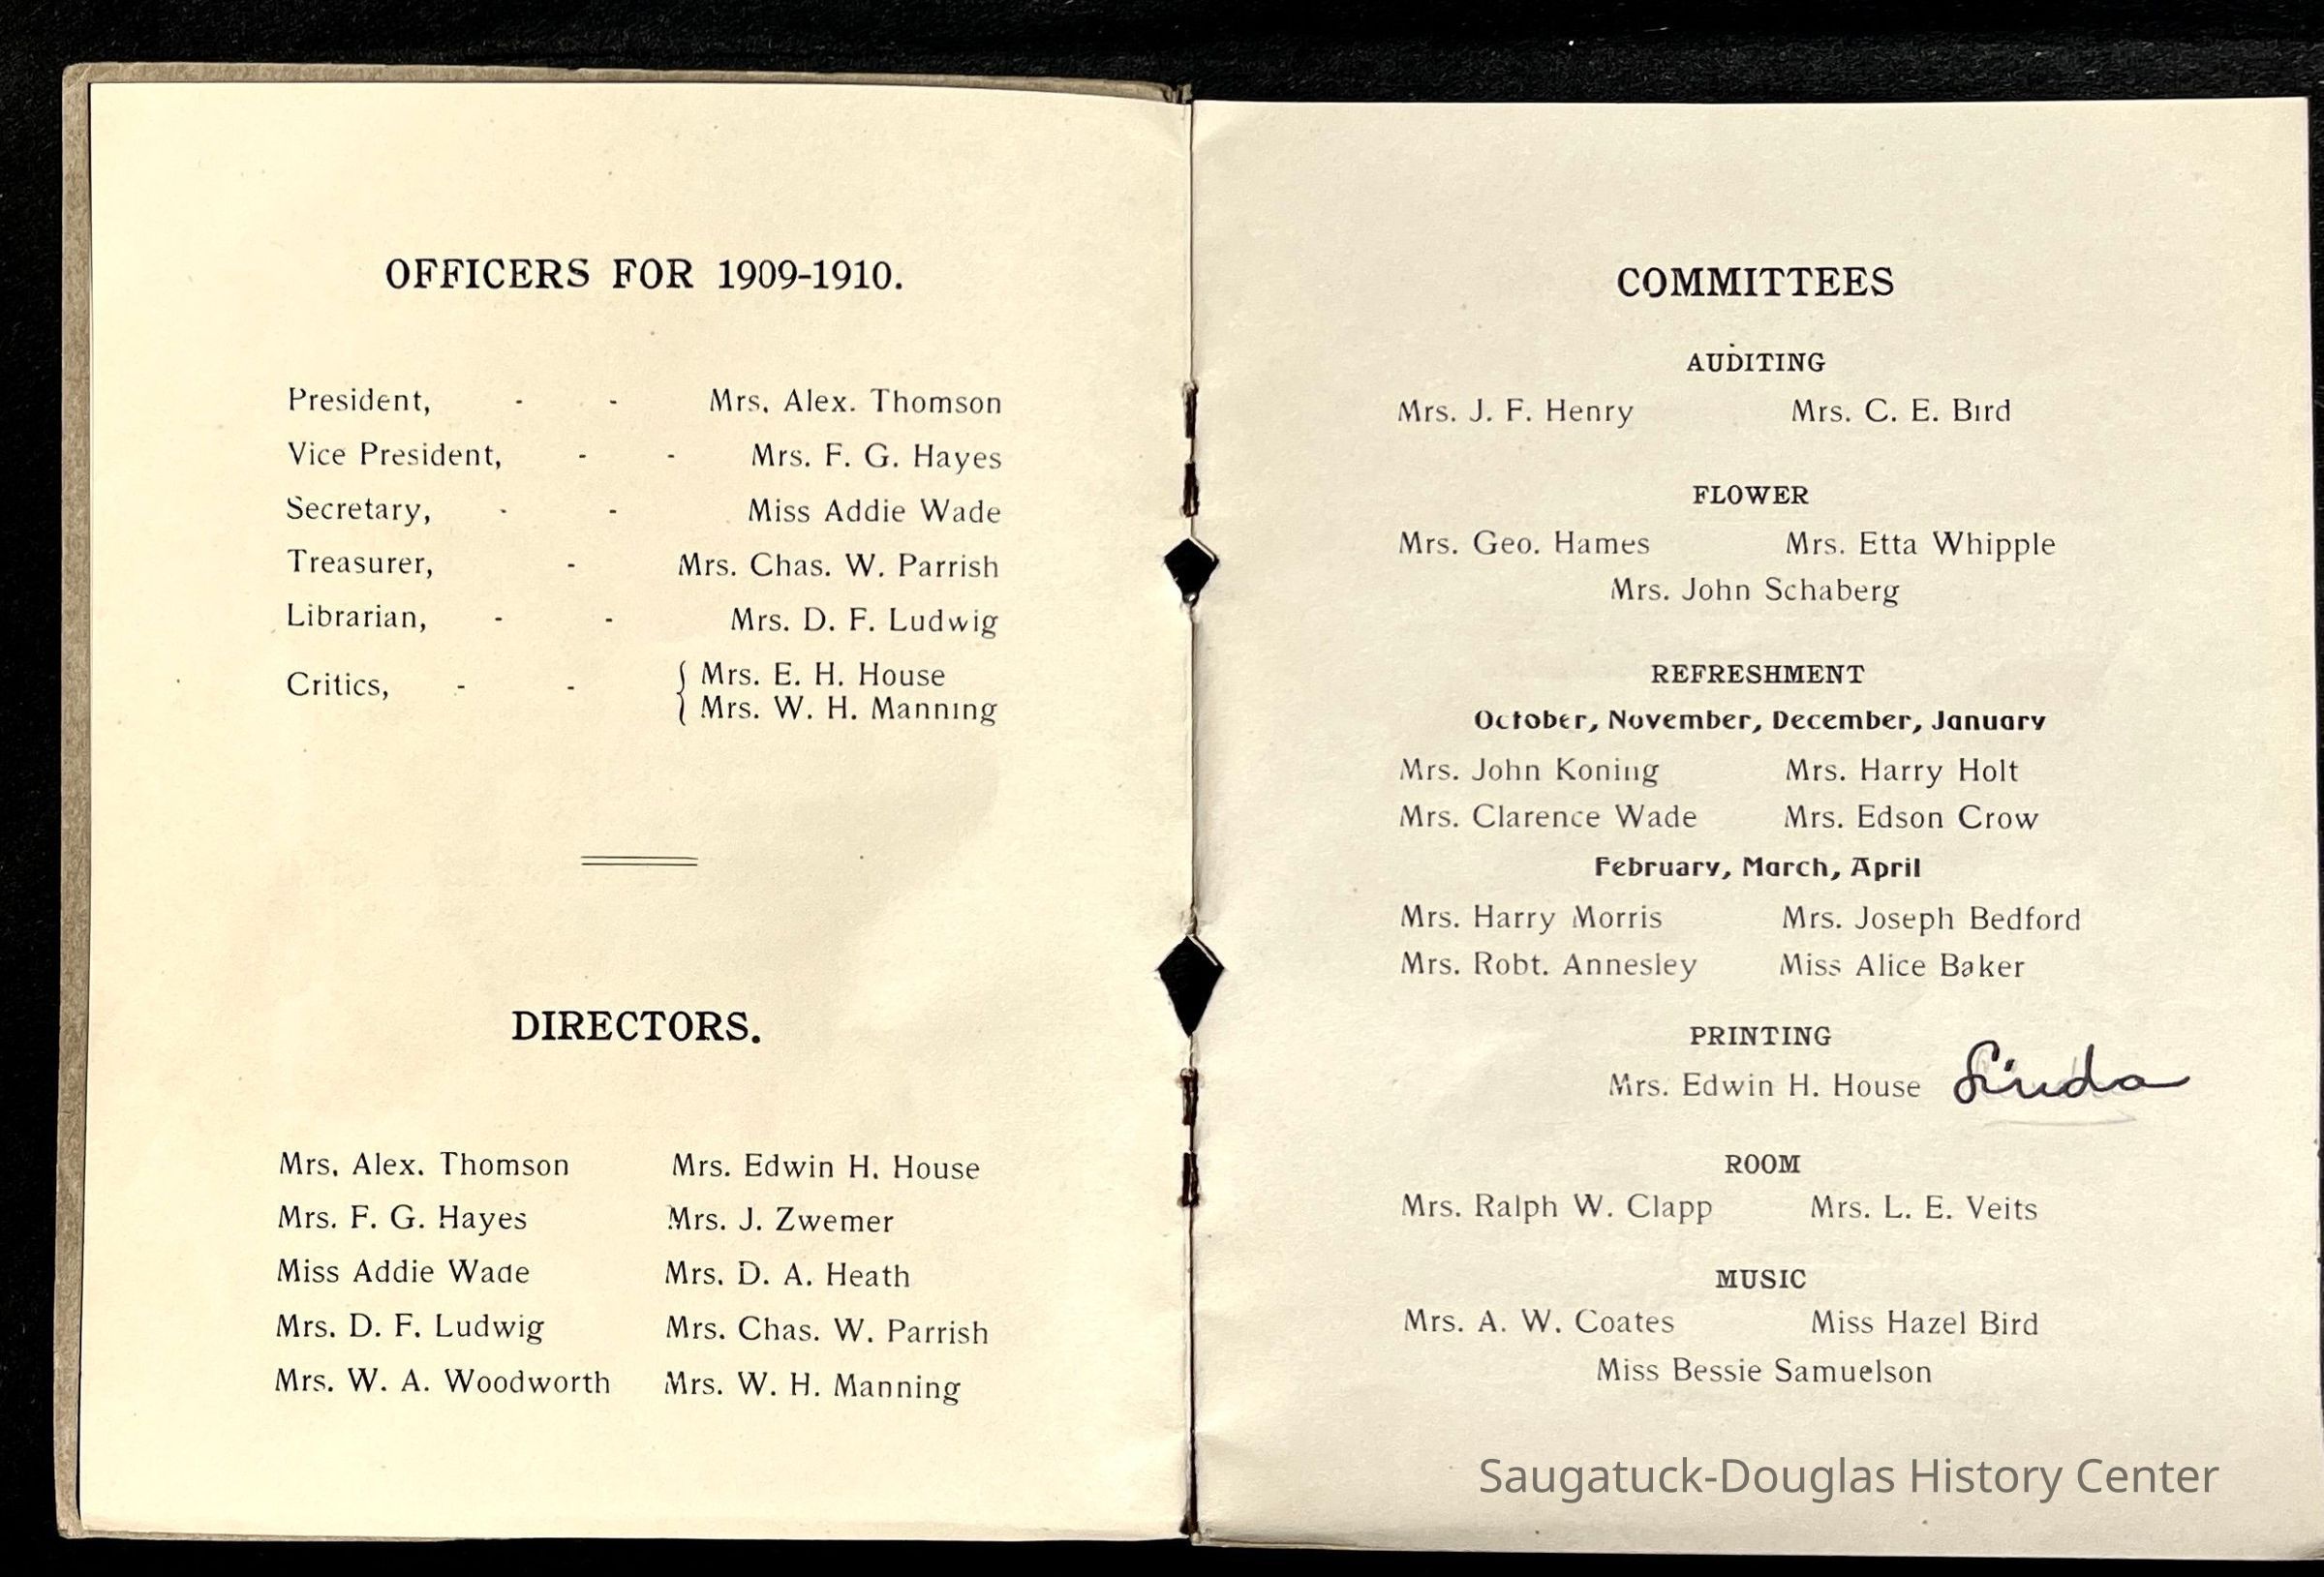 OFFICERS FOR 1909-1910.
President, - - Mrs. Alex. Thomson
Vice President, - - Mrs. F. G. Hayes
Secretary, - - Miss Addie Wade
Treasurer, - Mrs. Chas. W. Parrish
Librarian, - - Mrs. D. F. Ludwig
Critics, - - { Mrs. E. H. House
Mrs. W. H. Manning
DIRECTORS.
Mrs. Alex. Thomson Mrs. Edwin H. House
Mrs. F. G. Hayes Mrs. J. Zwemer
Miss Addie Wade Mrs. D. A. Heath
Mrs. D. F. Ludwig Mrs. Chas. W. Parrish
Mrs. W. A. Woodworth Mrs. W. H. Manning
COMMITTEES
AUDITING
Mrs. J. F. Henry Mrs. C. E. Bird
FLOWER
Mrs. Geo. Hames Mrs. Etta Whipple
Mrs. John Schaberg
REFRESHMENT
October, November, December, January
Mrs. John Koning Mrs. Harry Holt
Mrs. Clarence Wade Mrs. Edson Crow
February, March, April
Mrs. Harry Morris Mrs. Joseph Bedford
Mrs. Robt. Annesley Miss Alice Baker
PRINTING
Mrs. Edwin H. House Linda
ROOM
Mrs. Ralph W. Clapp Mrs. L. E. Veits
MUSIC
Mrs. A. W. Coates Miss Hazel Bird
Miss Bessie Samuelson
Saugatuck-Douglas History Center